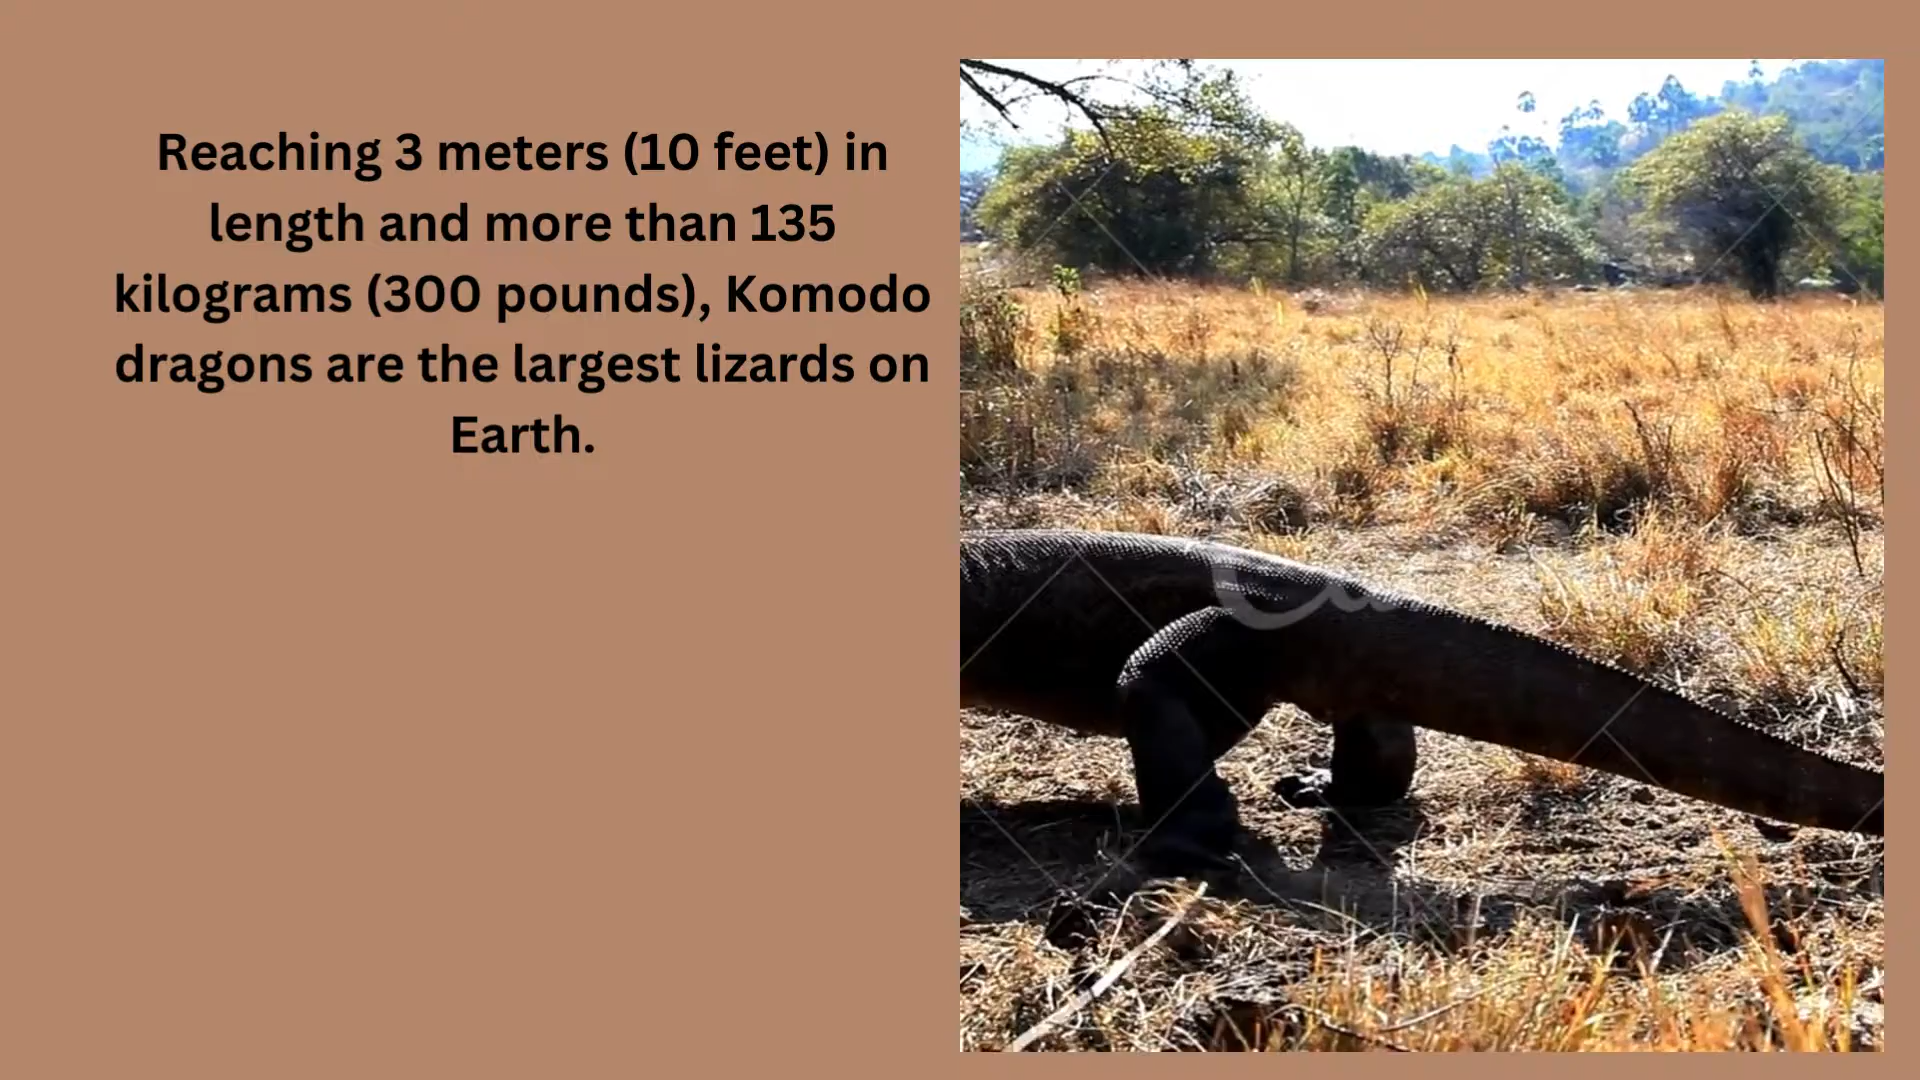 Reaching 3 meters (10 feet) in
length and more than 135
kilograms (300 pounds), Komodo
dragons are the largest lizards on
Earth.